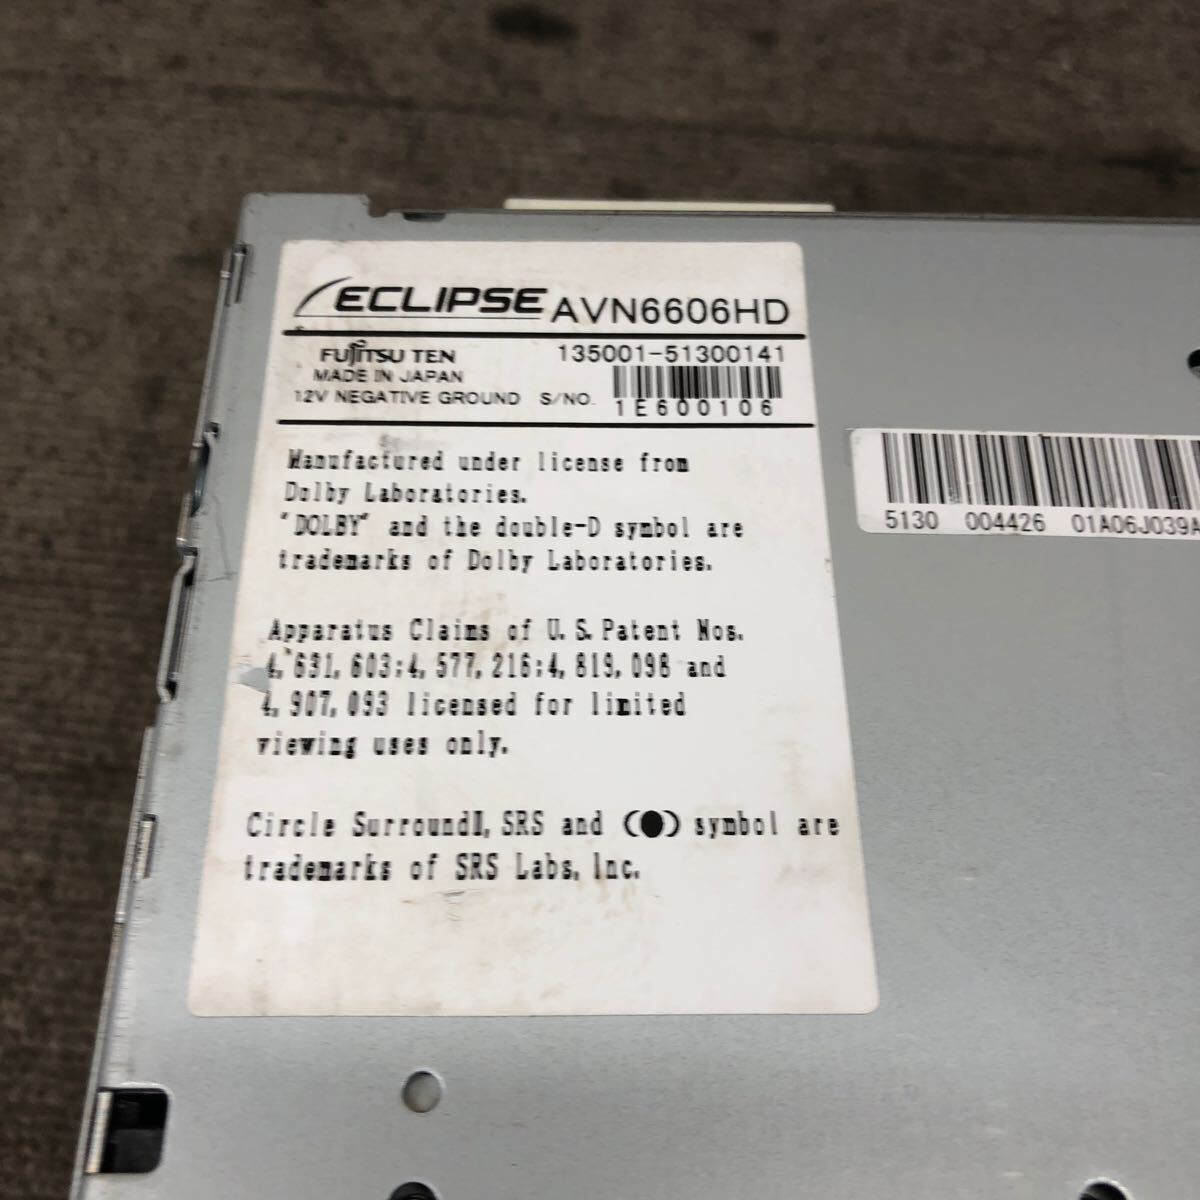 ECLIPSE AVN6606HD
FUJITSU TEN 135001-51300141
MADE IN JAPAN
12V NEGATIVE GROUND S/NO. 1E600106
Manufactured under license from
Dolby Laboratories.
"DOLBY" and the double-D symbol are
trademarks of Dolby Laboratories.
Apparatus Claims of U.S. Patent Nos.
4,631,603:4,577,216:4,819,098 and
4,907,093 licensed for limited
viewing uses only.
Circle SurroundⅡ, SRS and (●) symbol are
trademarks of SRS Labs, Inc.
5130 004426 01A06J039A